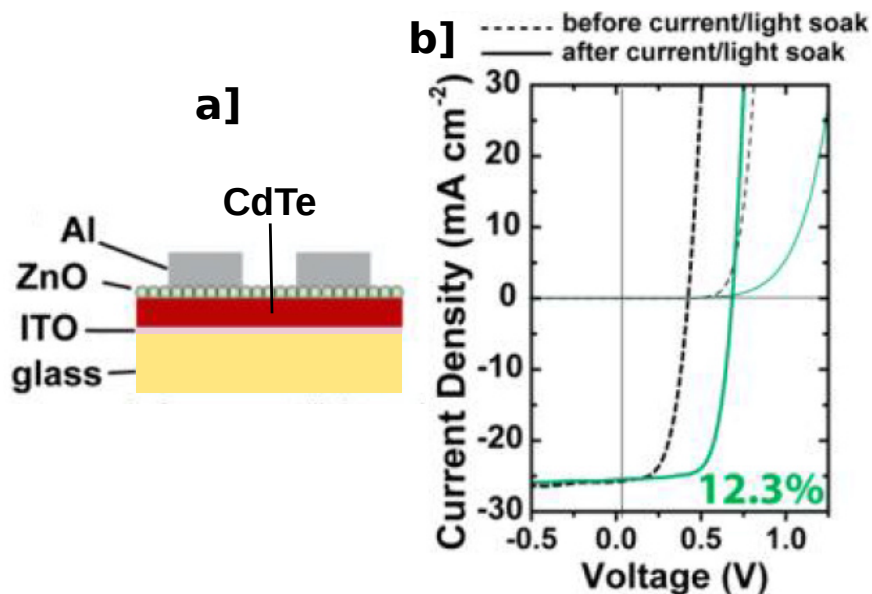 a]
CdTe
Al
ZnO
ITO
glass
b]
before current/light soak
after current/light soak
Current Density (mA cm⁻²)
30
20
10
0
-10
-20
-30
12.3%
-0.5 0.0 0.5 1.0
Voltage (V)